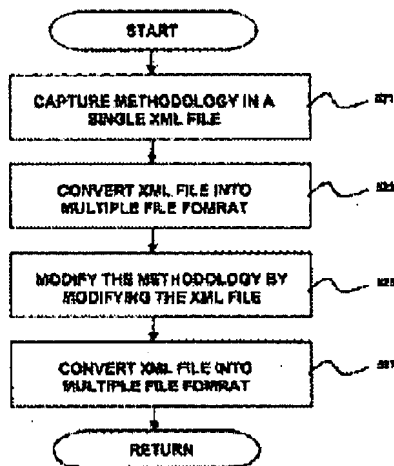 START
CAPTURE METHODOLOGY IN A
SINGLE XML FILE
CONVERT XML FILE INTO
MULTIPLE FILE FOMRAT
MODIFY THE METHODOLOGY BY
MODIFYING THE XML FILE
CONVERT XML FILE INTO
MULTIPLE FILE FOMRAT
RETURN